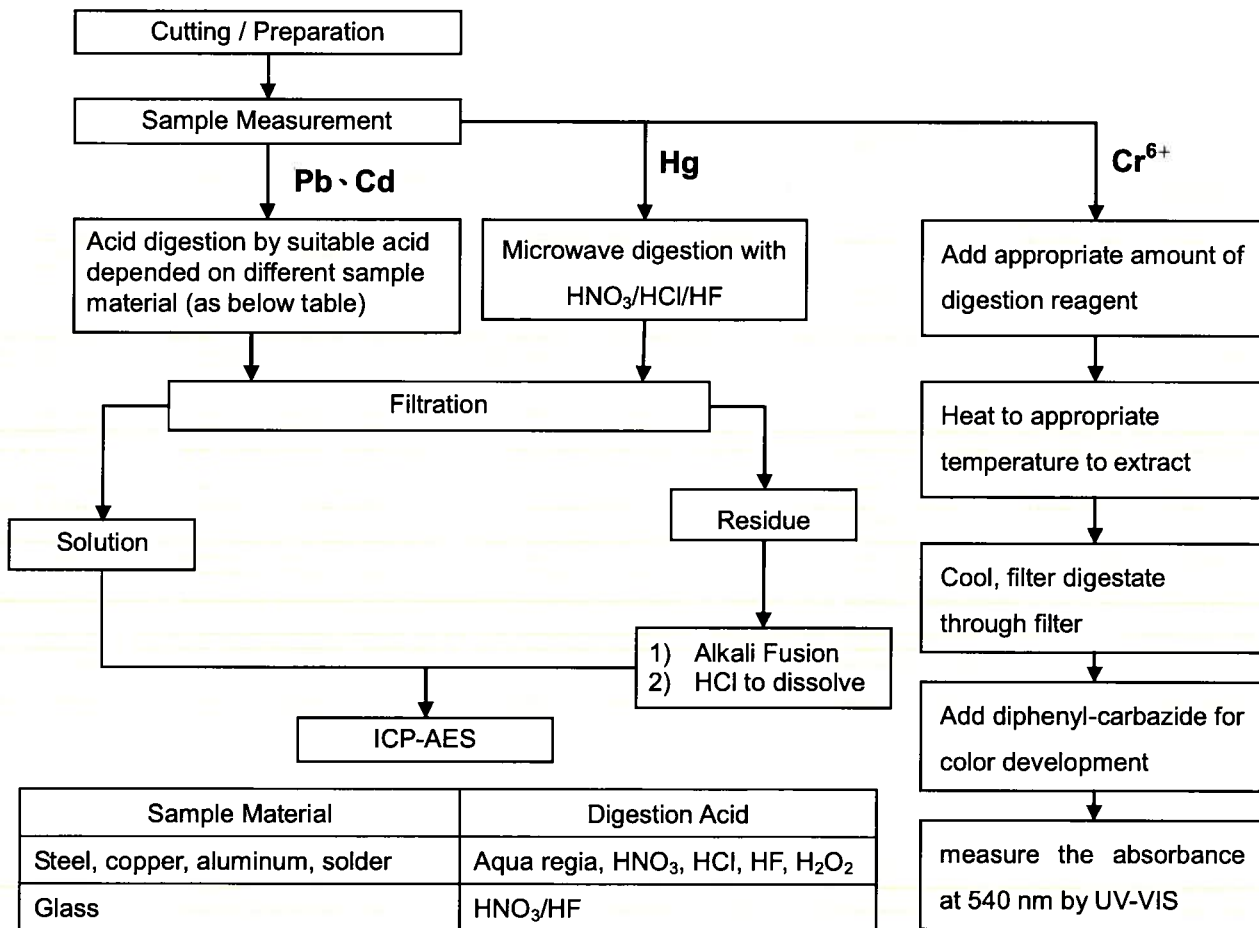 Cutting / Preparation
Sample Measurement
Pb、Cd
Hg
Cr⁶⁺
Acid digestion by suitable acid
depended on different sample
material (as below table)
Microwave digestion with
HNO₃/HCl/HF
Add appropriate amount of
digestion reagent
Filtration
Heat to appropriate
temperature to extract
Solution
Residue
Cool, filter digestate
through filter
1) Alkali Fusion
2) HCl to dissolve
ICP-AES
Add diphenyl-carbazide for
color development
measure the absorbance
at 540 nm by UV-VIS
Sample Material Digestion Acid
Steel, copper, aluminum, solder Aqua regia, HNO₃, HCl, HF, H₂O₂
Glass HNO₃/HF